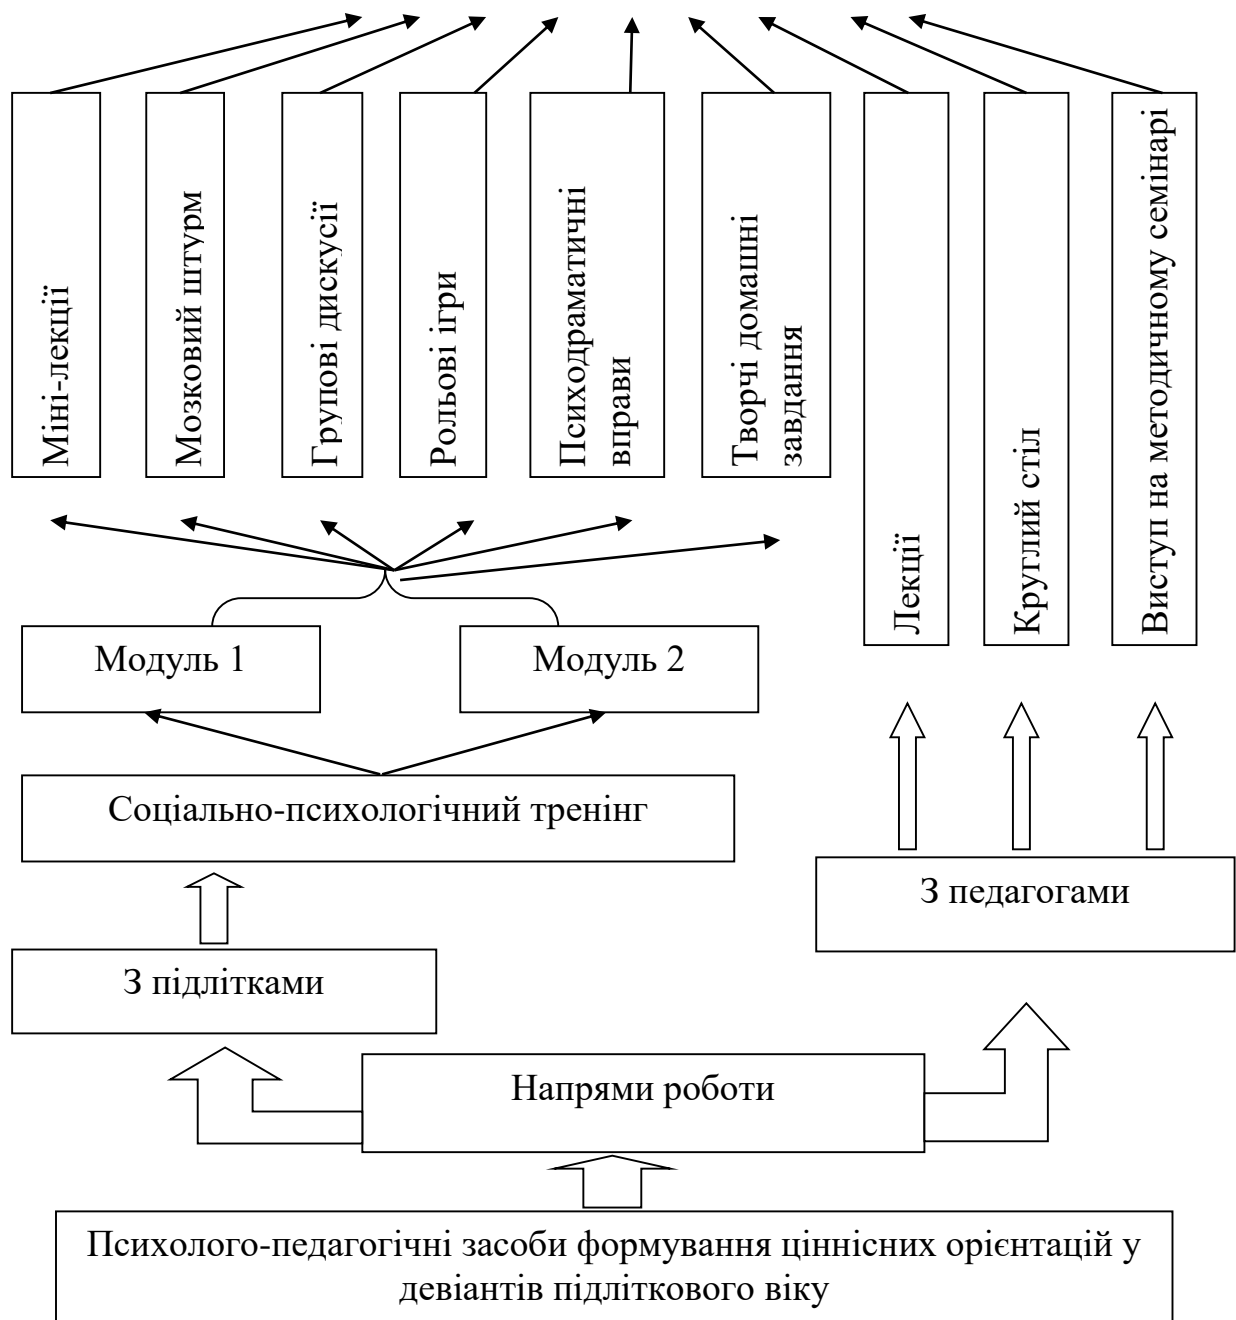 Міні-лекції
Мозковий штурм
Групові дискусії
Рольові ігри
Психодраматичні
вправи
Творчі домашні
завдання
Лекції
Круглий стіл
Виступ на методичному семінарі
Модуль 1
Модуль 2
Соціально-психологічний тренінг
З педагогами
З підлітками
Напрями роботи
Психолого-педагогічні засоби формування ціннісних орієнтацій у
девіантів підліткового віку